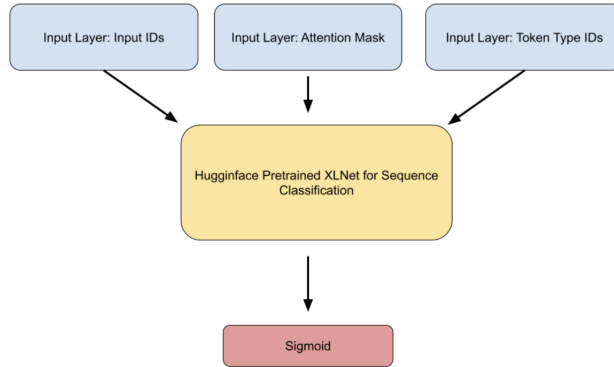 Input Layer: Input IDs
Input Layer: Attention Mask
Input Layer: Token Type IDs
Hugginface Pretrained XLNet for Sequence
Classification
Sigmoid